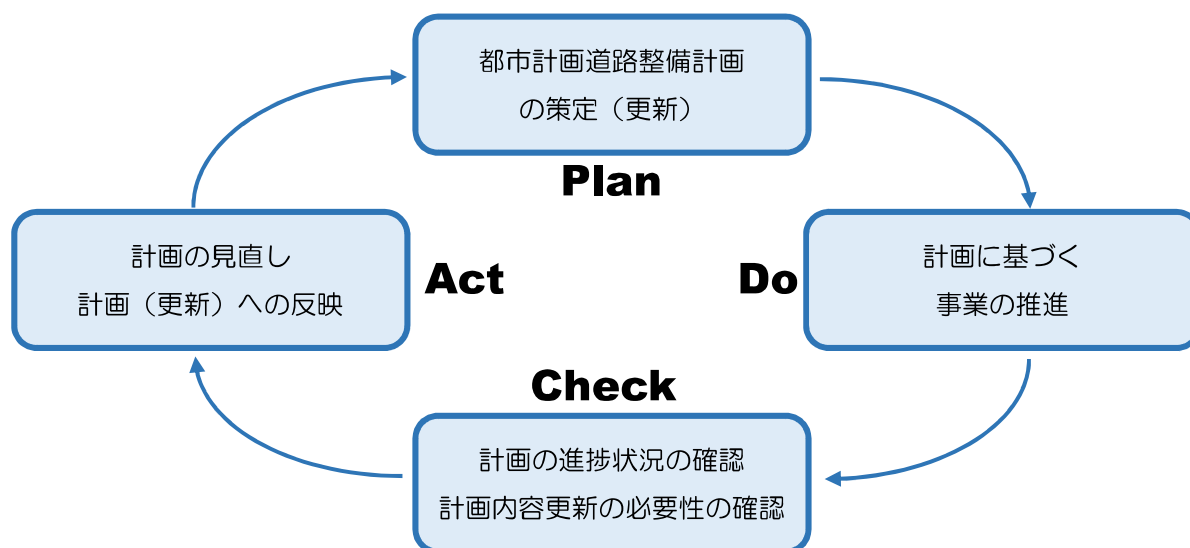 都市計画道路整備計画
の策定（更新）
Plan
計画の見直し
計画（更新）への反映
Act
Do
計画に基づく
事業の推進
Check
計画の進捗状況の確認
計画内容更新の必要性の確認